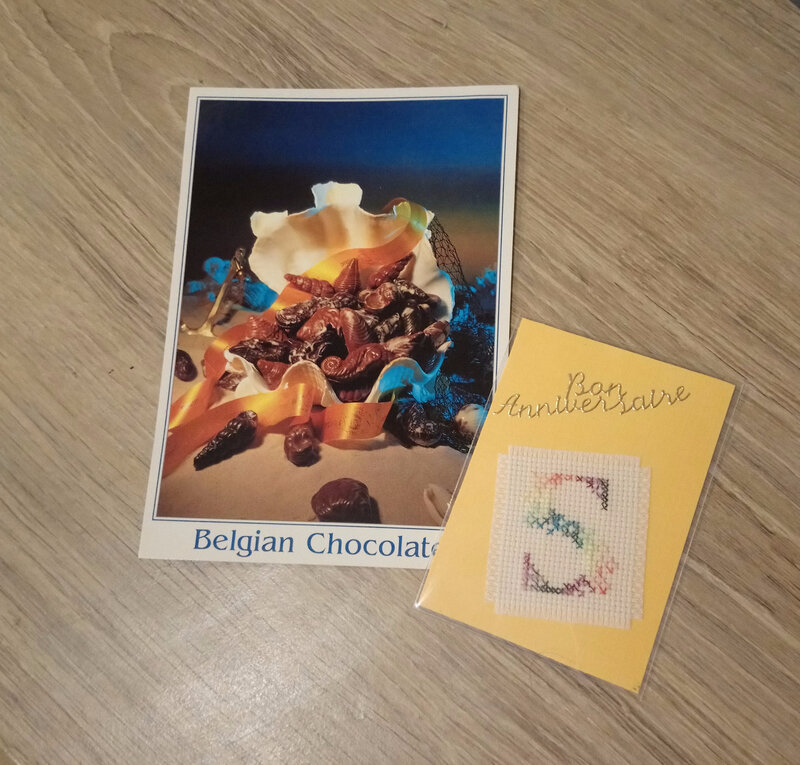 Belgian Chocolate
Bon
Anniversaire
S